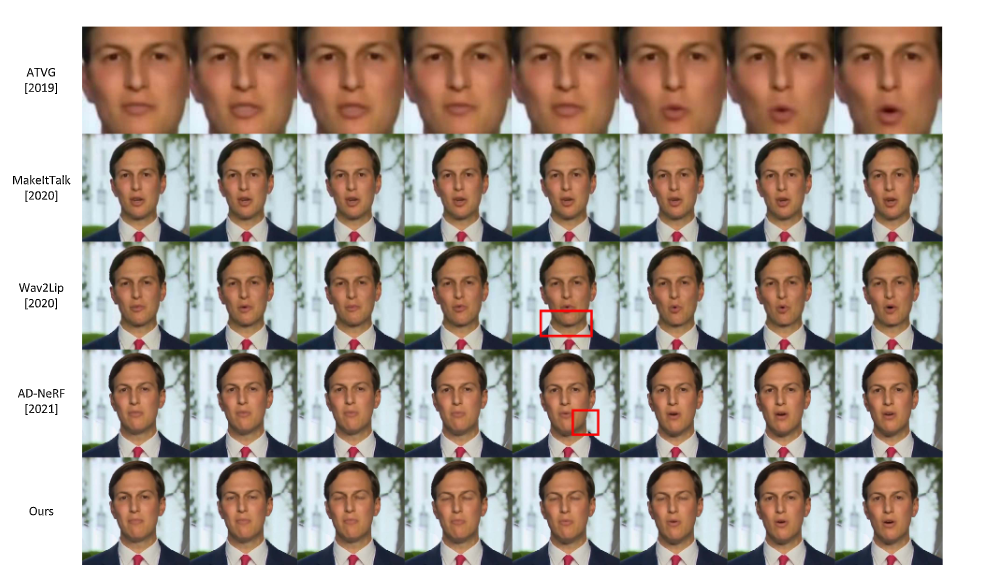 ATVG
[2019]
MakeItTalk
[2020]
Wav2Lip
[2020]
AD-NeRF
[2021]
Ours